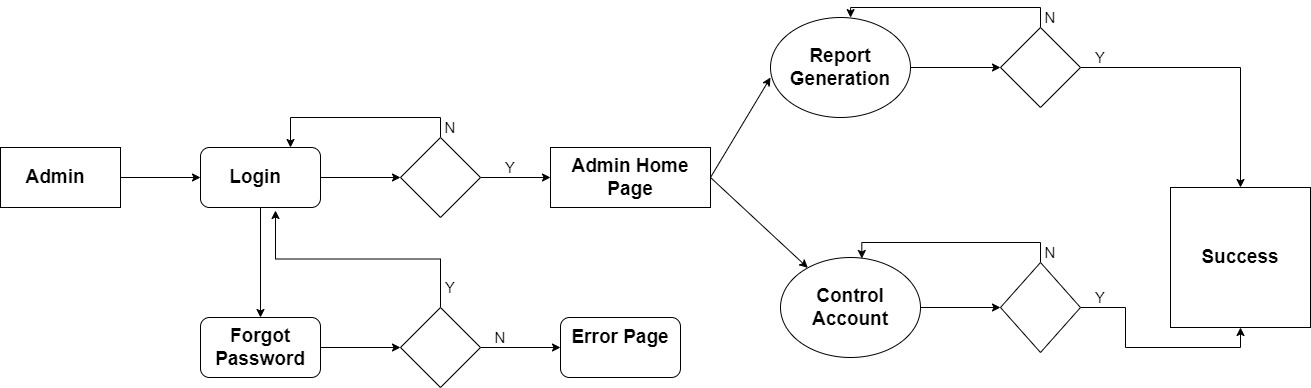 N
Report
Generation
Y
N
Admin
Login
Y
Admin Home
Page
Success
N
Control
Account
Y
Y
Forgot
Password
N
Error Page